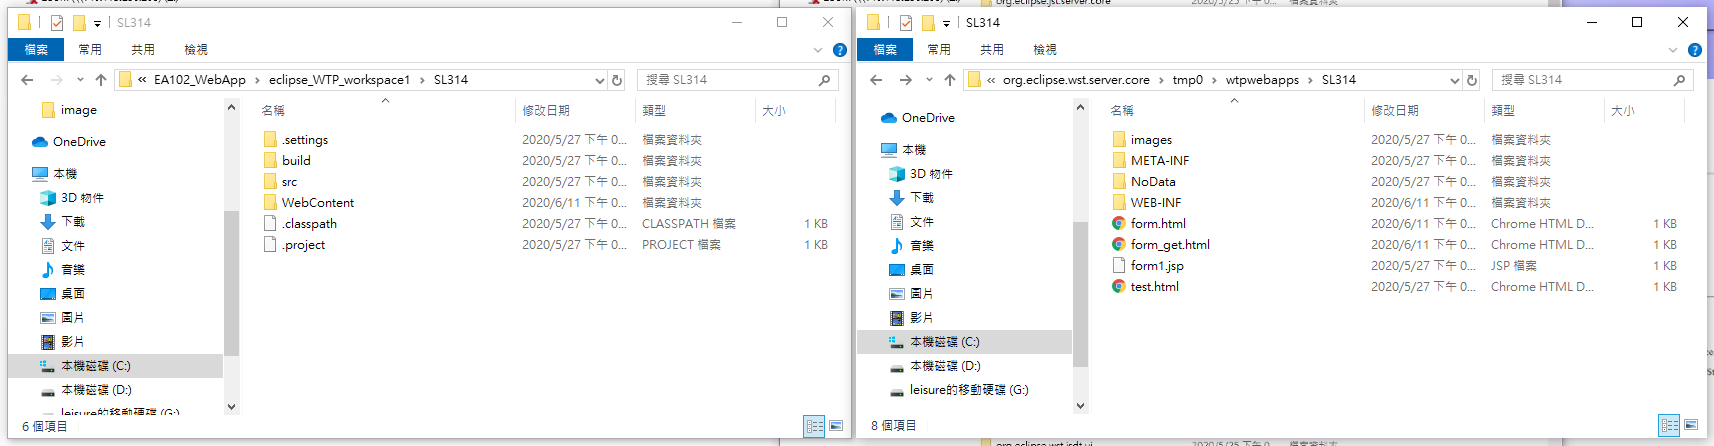 org.eclipse.jst.server.core
2020/5/25 下午 0...
檔案資料夾
SL314
檔案
常用
共用
檢視
« EA102_WebApp › eclipse_WTP_workspace1 › SL314
搜尋 SL314
image
OneDrive
本機
3D 物件
下載
文件
音樂
桌面
圖片
影片
本機磁碟 (C:)
本機磁碟 (D:)
leisure的移動硬碟 (G:)
名稱 修改日期 類型 大小
.settings 2020/5/27 下午 0... 檔案資料夾
build 2020/5/27 下午 0... 檔案資料夾
src 2020/5/27 下午 0... 檔案資料夾
WebContent 2020/6/11 下午 0... 檔案資料夾
.classpath 2020/5/27 下午 0... CLASSPATH 檔案 1 KB
.project 2020/5/27 下午 0... PROJECT 檔案 1 KB
6 個項目
SL314
檔案
常用
共用
檢視
« org.eclipse.wst.server.core › tmp0 › wtpwebapps › SL314
搜尋 SL314
OneDrive
本機
3D 物件
下載
文件
音樂
桌面
圖片
影片
本機磁碟 (C:)
本機磁碟 (D:)
leisure的移動硬碟 (G:)
名稱 修改日期 類型 大小
images 2020/5/27 下午 0... 檔案資料夾
META-INF 2020/5/27 下午 0... 檔案資料夾
NoData 2020/5/27 下午 0... 檔案資料夾
WEB-INF 2020/6/11 下午 0... 檔案資料夾
form.html 2020/6/11 下午 0... Chrome HTML D... 1 KB
form_get.html 2020/6/11 下午 0... Chrome HTML D... 1 KB
form1.jsp 2020/5/27 下午 0... JSP 檔案 1 KB
test.html 2020/5/27 下午 0... Chrome HTML D... 1 KB
8 個項目